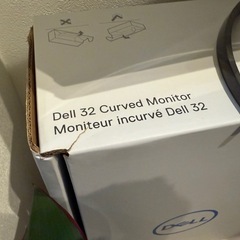 Dell 32 Curved Monitor
Moniteur incurvé Dell 32
DELL